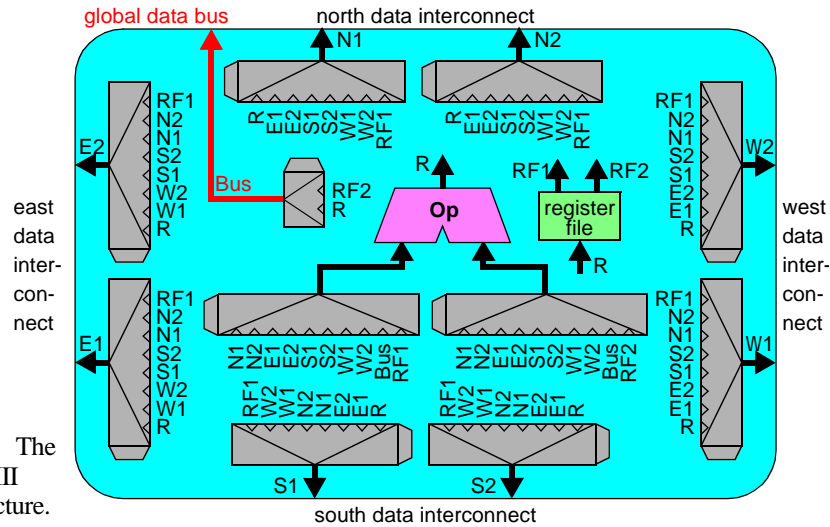 global data bus
north data interconnect
N1
N2
R
E1
E2
S1
S2
W1
W2
RF1
R
E1
E2
S1
S2
W1
W2
RF1
E2
RF1
N2
N1
S2
S1
W2
W1
R
Bus
RF2
R
R
Op
RF1
RF2
register
file
R
RF1
N2
N1
S2
S1
E2
E1
R
W2
east
data
inter-
con-
nect
west
data
inter-
con-
nect
E1
RF1
N2
N1
S2
S1
W2
W1
R
N1
N2
E1
E2
S1
S2
W1
W2
Bus
RF1
N1
N2
E1
E2
S1
S2
W1
W2
Bus
RF2
RF1
N2
N1
S2
S1
E2
E1
R
W1
RF1
W2
W1
N2
N1
E2
E1
R
RF1
W2
W1
N2
N1
E2
E1
R
S1
S2
south data interconnect
The
III
cture.